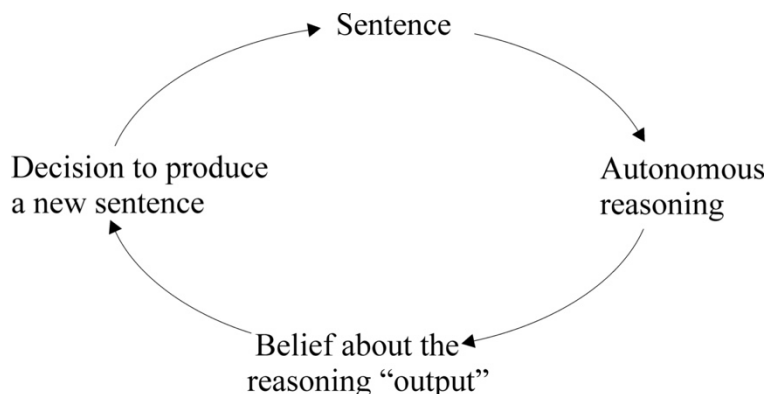 Sentence
Autonomous
reasoning
Belief about the
reasoning “output”
Decision to produce
a new sentence